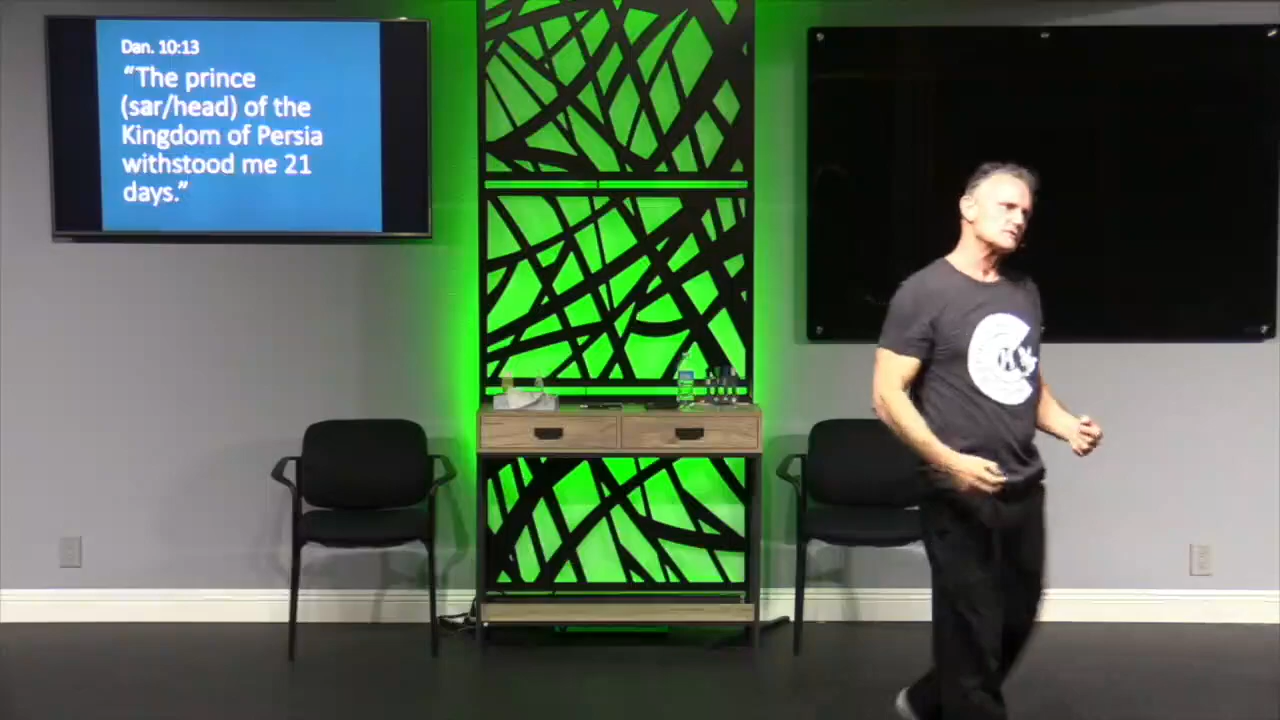 Dan. 10:13
“The prince
(sar/head) of the
Kingdom of Persia
withstood me 21
days.”